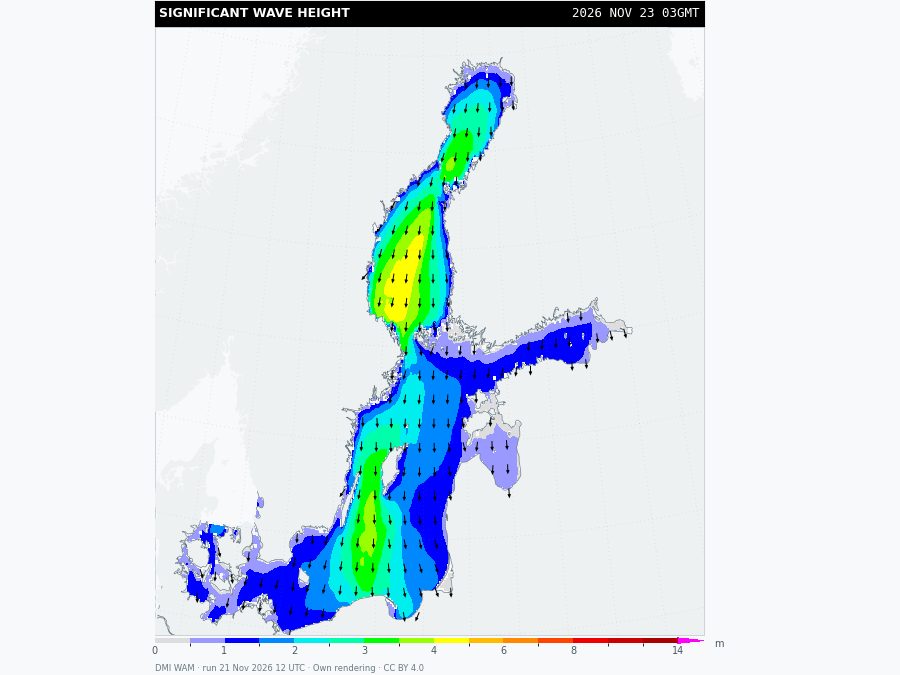 SIGNIFICANT WAVE HEIGHT 2026 NOV 23 03GMT
0 1 2 3 4 6 8 14 m
DMI WAM · run 21 Nov 2026 12 UTC · Own rendering · CC BY 4.0